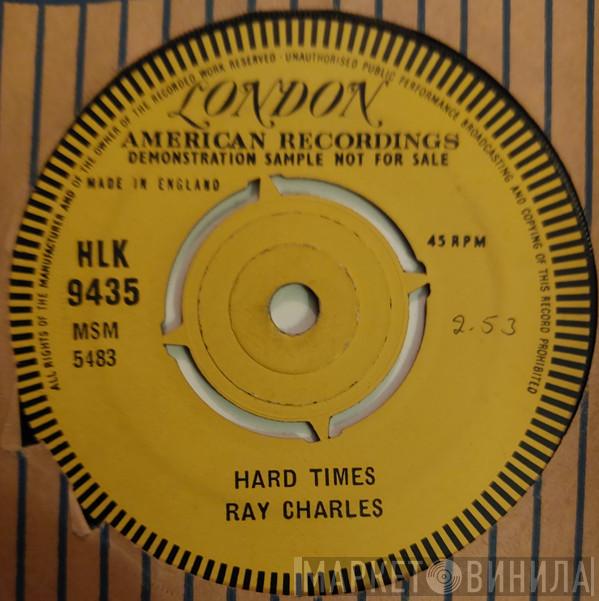 ALL RIGHTS OF THE MANUFACTURER AND OF THE OWNER OF THE RECORDED WORK RESERVED · UNAUTHORISED PUBLIC PERFORMANCE BROADCASTING AND COPYING OF THIS RECORD PROHIBITED
LONDON
AMERICAN RECORDINGS
DEMONSTRATION SAMPLE NOT FOR SALE
MADE IN ENGLAND
45 RPM
HLK
9435
MSM
5483
2.53
HARD TIMES
RAY CHARLES
МАРКЕТ ВИНИЛА